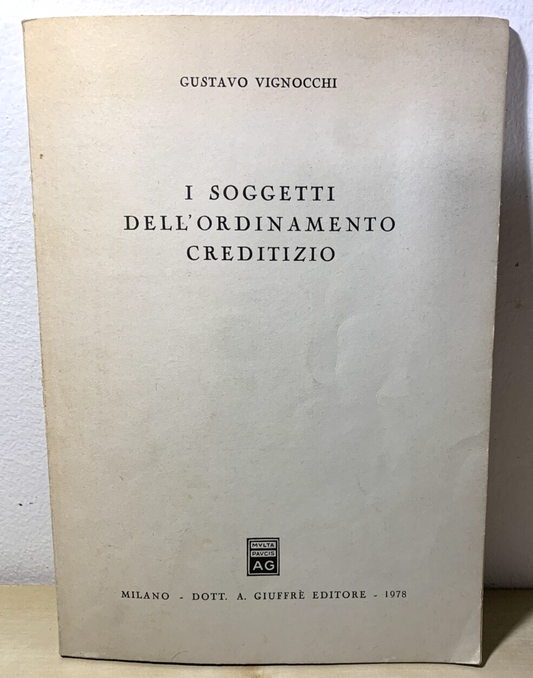 GUSTAVO VIGNOCCHI
I SOGGETTI
DELL'ORDINAMENTO
CREDITIZIO
MVLTA
PAVCIS
AG
MILANO - DOTT. A. GIUFFRÈ EDITORE - 1978